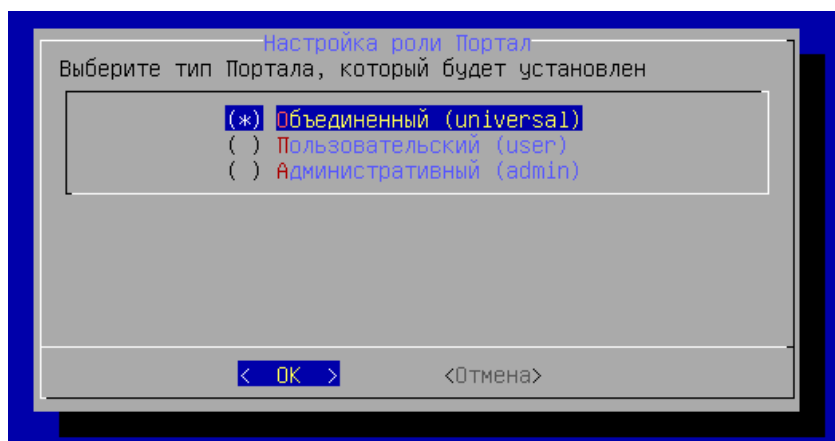 Настройка роли Портал
Выберите тип Портала, который будет установлен
(*) Объединенный (universal)
( ) Пользовательский (user)
( ) Административный (admin)
< OK > <Отмена>